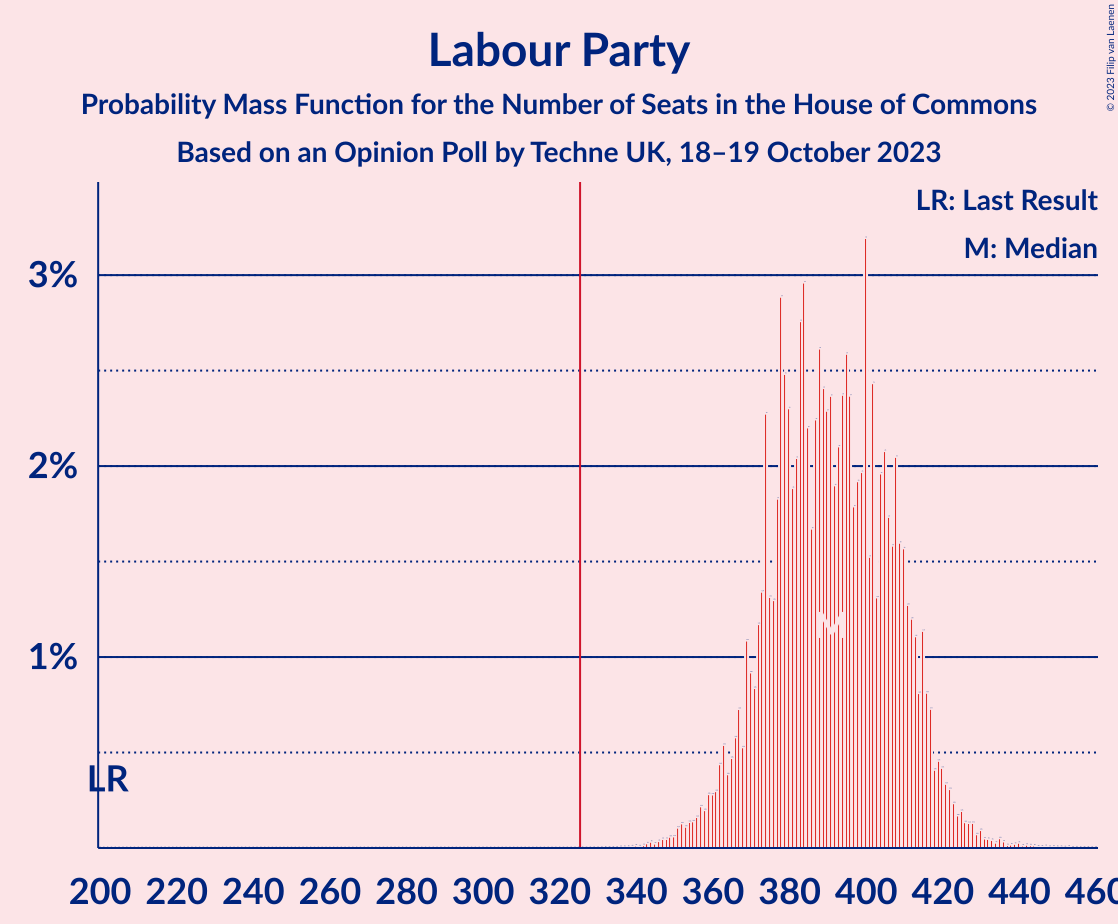 Labour Party
Probability Mass Function for the Number of Seats in the House of Commons
Based on an Opinion Poll by Techne UK, 18–19 October 2023
© 2023 Filip van Laenen
LR: Last Result
M: Median
3%
2%
1%
LR
M
200 220 240 260 280 300 320 340 360 380 400 420 440 460